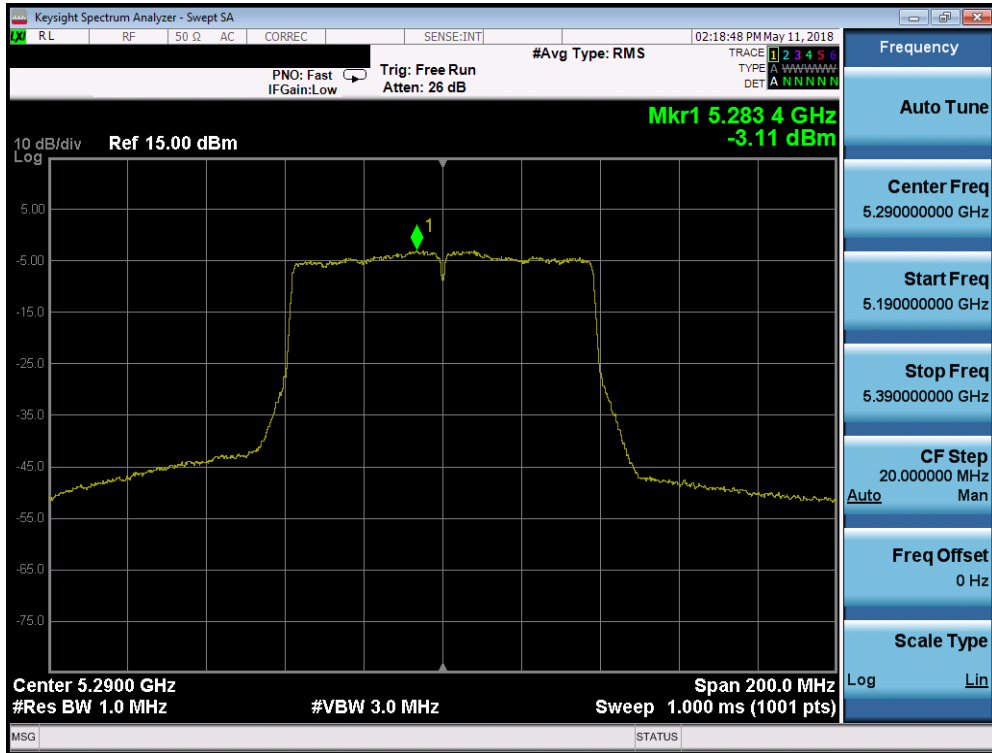 Keysight Spectrum Analyzer - Swept SA
LXI RL RF 50 Ω AC CORREC SENSE:INT 02:18:48 PM May 11, 2018
#Avg Type: RMS
TRACE 1 2 3 4 5 6
PNO: Fast Trig: Free Run TYPE A WWWWW
IFGain:Low Atten: 26 dB DET A N N N N N
Mkr1 5.283 4 GHz
-3.11 dBm
10 dB/div Ref 15.00 dBm
Log
1
5.00
-5.00
-15.0
-25.0
-35.0
-45.0
-55.0
-65.0
-75.0
Center 5.2900 GHz Span 200.0 MHz
#Res BW 1.0 MHz #VBW 3.0 MHz Sweep 1.000 ms (1001 pts)
MSG STATUS
Frequency
Auto Tune
Center Freq
5.290000000 GHz
Start Freq
5.190000000 GHz
Stop Freq
5.390000000 GHz
CF Step
20.000000 MHz
Auto Man
Freq Offset
0 Hz
Scale Type
Log Lin